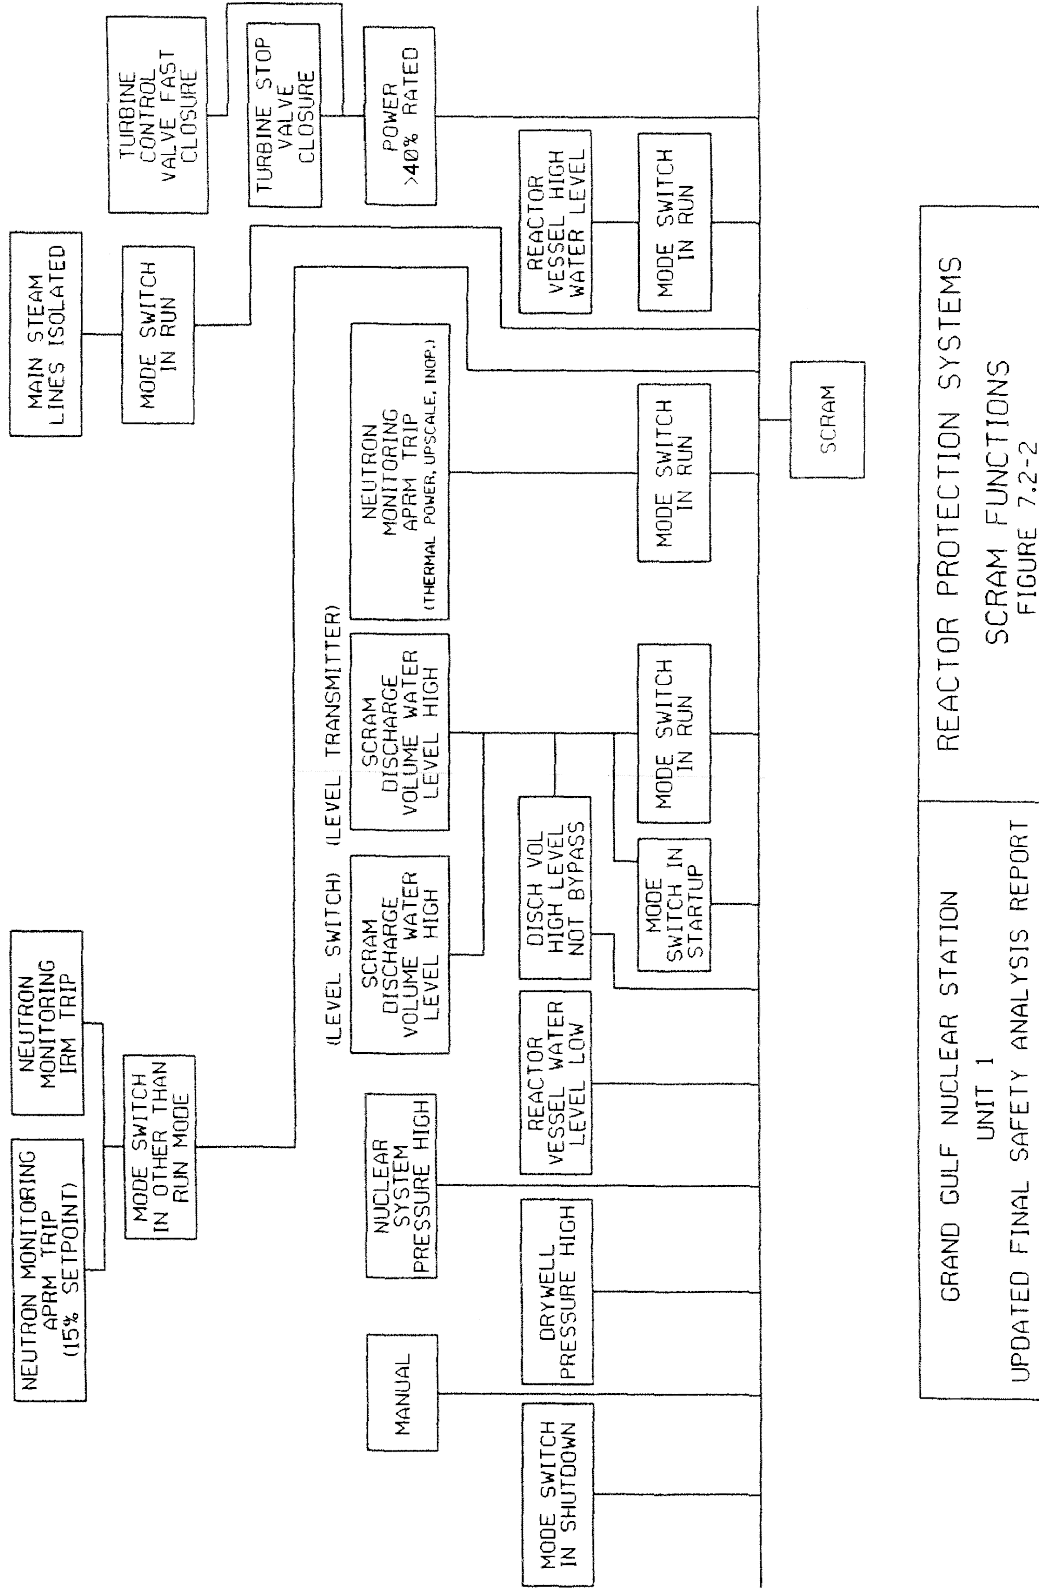 NEUTRON MONITORING
APRM TRIP
(15% SETPOINT)
NEUTRON
MONITORING
IRM TRIP
MODE SWITCH
IN OTHER THAN
RUN MODE
MAIN STEAM
LINES ISOLATED
MODE SWITCH
IN RUN
TURBINE
CONTROL
VALVE FAST
CLOSURE
TURBINE STOP
VALVE
CLOSURE
POWER
>40% RATED
MANUAL
NUCLEAR
SYSTEM
PRESSURE HIGH
(LEVEL SWITCH)
SCRAM
DISCHARGE
VOLUME WATER
LEVEL HIGH
(LEVEL TRANSMITTER)
SCRAM
DISCHARGE
VOLUME WATER
LEVEL HIGH
NEUTRON
MONITORING
APRM TRIP
(THERMAL POWER, UPSCALE, INOP.)
MODE SWITCH
IN SHUTDOWN
DRYWELL
PRESSURE HIGH
REACTOR
VESSEL WATER
LEVEL LOW
DISCH VOL
HIGH LEVEL
NOT BYPASS
REACTOR
VESSEL HIGH
WATER LEVEL
MODE
SWITCH IN
STARTUP
MODE SWITCH
IN RUN
MODE SWITCH
IN RUN
MODE SWITCH
IN RUN
SCRAM
GRAND GULF NUCLEAR STATION
UNIT 1
UPDATED FINAL SAFETY ANALYSIS REPORT
REACTOR PROTECTION SYSTEMS
SCRAM FUNCTIONS
FIGURE 7.2-2